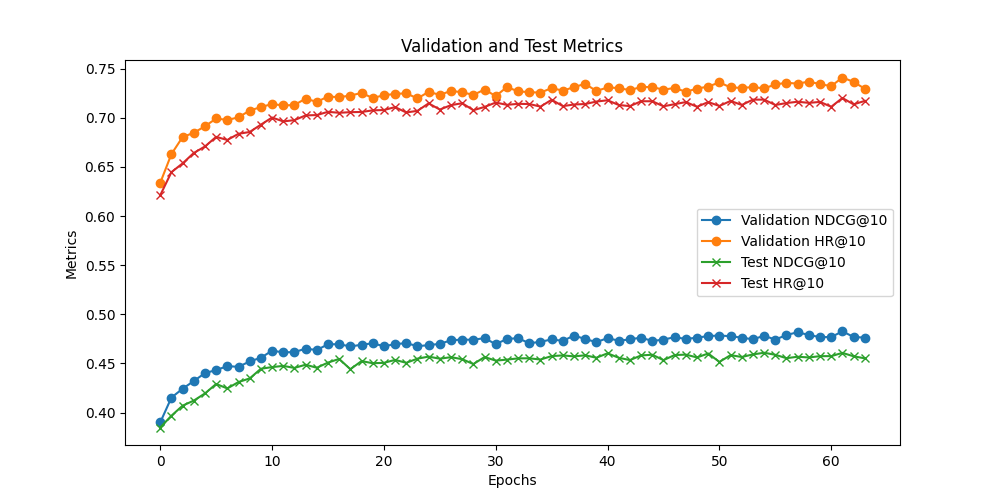 Validation and Test Metrics
0.75
0.70
0.65
0.60
0.55
0.50
0.45
0.40
Metrics
Validation NDCG@10
Validation HR@10
Test NDCG@10
Test HR@10
0 10 20 30 40 50 60
Epochs